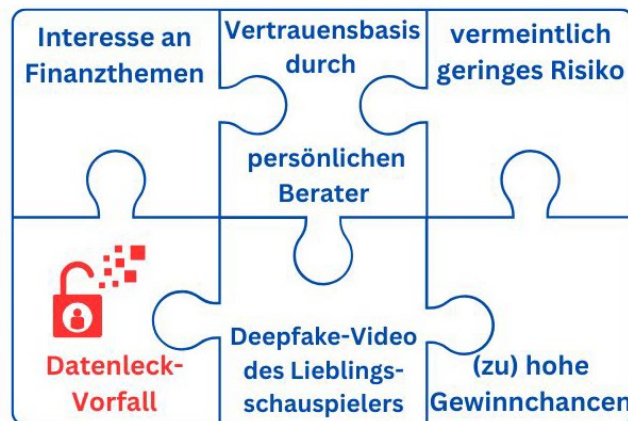 Interesse an
Finanzthemen
Vertrauensbasis
durch
persönlichen
Berater
vermeintlich
geringes Risiko
Datenleck-
Vorfall
Deepfake-Video
des Lieblings-
schauspielers
(zu) hohe
Gewinnchancen